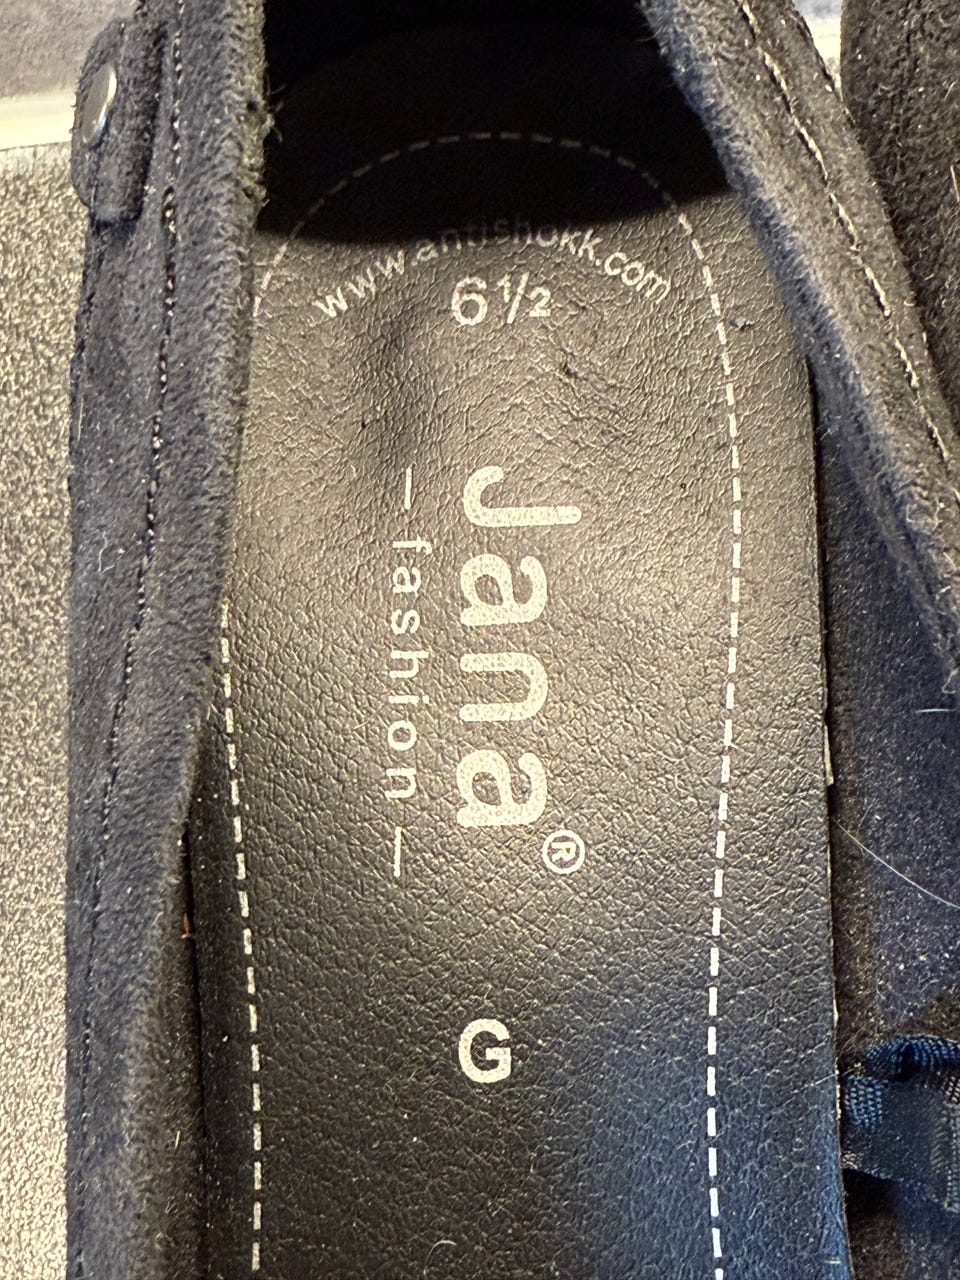 www.antishokk.com
6½
Jana®
— fashion —
G